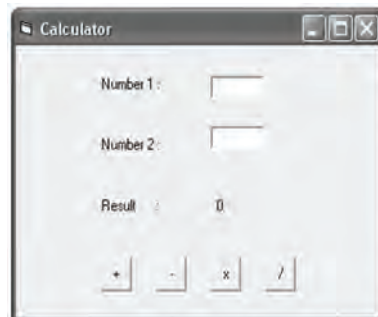 Calculator
Number 1 :
Number 2 :
Result : 0
+ - x /